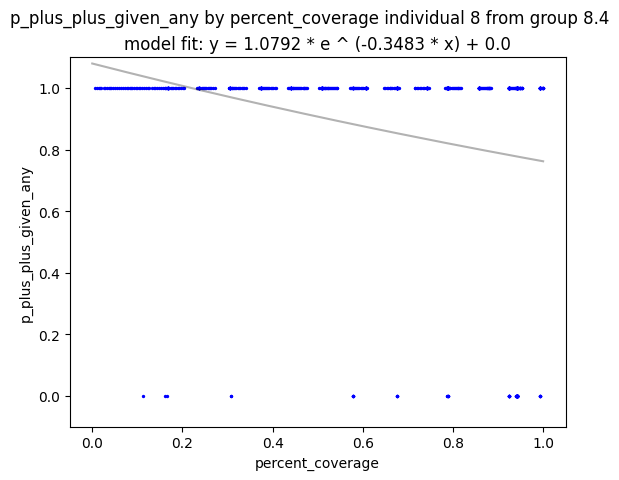 p_plus_plus_given_any by percent_coverage individual 8 from group 8.4
model fit: y = 1.0792 * e ^ (-0.3483 * x) + 0.0
1.0
0.8
0.6
0.4
0.2
0.0
p_plus_plus_given_any
0.0 0.2 0.4 0.6 0.8 1.0
percent_coverage